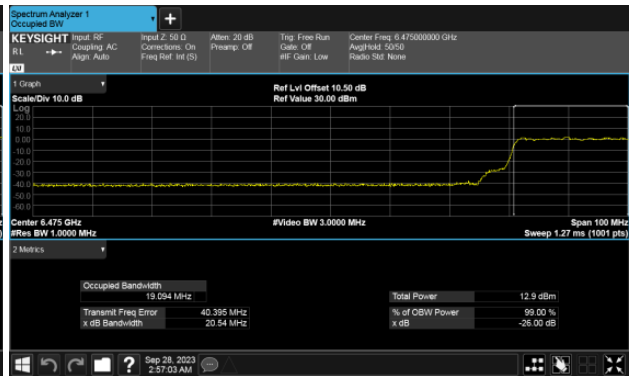 Spectrum Analyzer 1
Occupied BW
KEYSIGHT Input: RF Input Z: 50 Ω Atten: 20 dB Trig: Free Run Center Freq: 6.475000000 GHz
RL Coupling: AC Corrections: On Preamp: Off Gate: Off Avg|Hold: 50/50
Align: Auto Freq Ref: Int (S) #IF Gain: Low Radio Std: None
LXI
1 Graph
Ref Lvl Offset 10.50 dB
Scale/Div 10.0 dB Ref Value 30.00 dBm
Log
20.0
10.0
0.00
-10.0
-20.0
-30.0
-40.0
-50.0
-60.0
Center 6.475 GHz #Video BW 3.0000 MHz Span 100 MHz
#Res BW 1.0000 MHz Sweep 1.27 ms (1001 pts)
2 Metrics
Occupied Bandwidth
19.094 MHz Total Power 12.9 dBm
Transmit Freq Error 40.395 MHz % of OBW Power 99.00 %
x dB Bandwidth 20.54 MHz x dB -26.00 dB
? Sep 28, 2023
2:57:03 AM